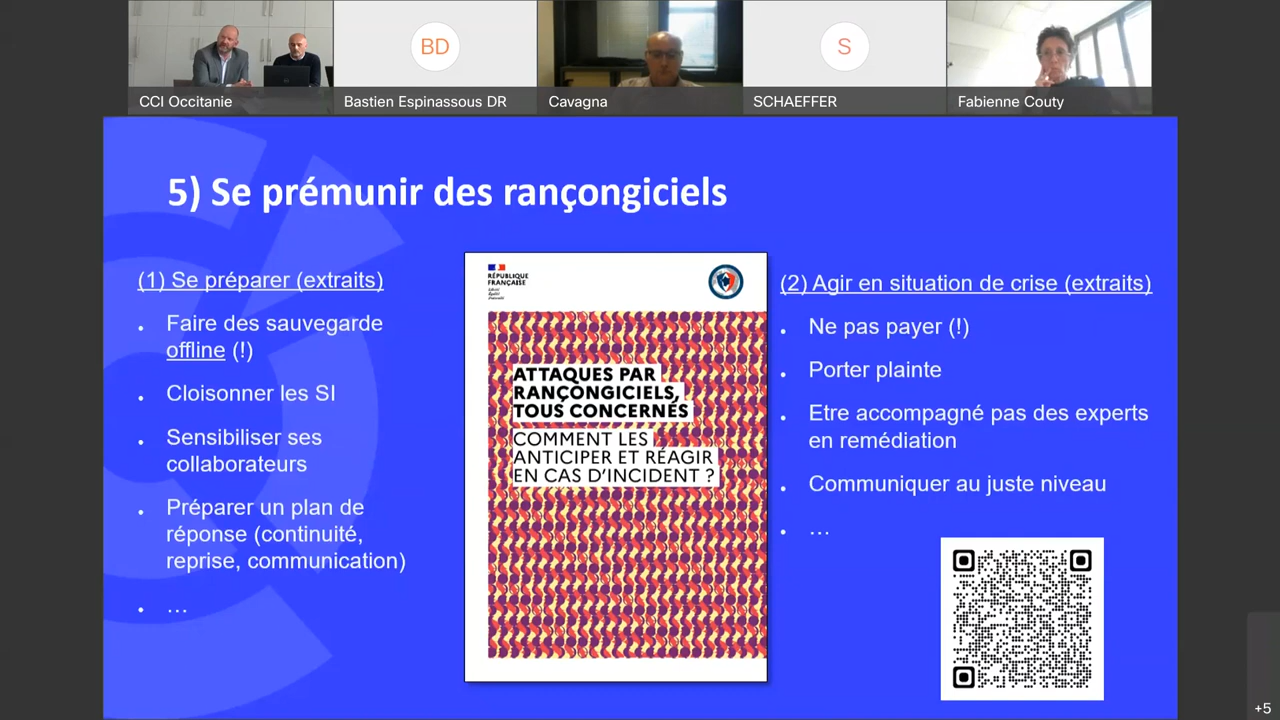 CCI Occitanie
BD
Bastien Espinassous DR
Cavagna
S
SCHAEFFER
Fabienne Couty
5) Se prémunir des rançongiciels
(1) Se préparer (extraits)
Faire des sauvegarde
offline (!)
Cloisonner les SI
Sensibiliser ses
collaborateurs
Préparer un plan de
réponse (continuité,
reprise, communication)
...
RÉPUBLIQUE
FRANÇAISE
ATTAQUES PAR
RANÇONGICIELS,
TOUS CONCERNÉS
COMMENT LES
ANTICIPER ET RÉAGIR
EN CAS D'INCIDENT ?
(2) Agir en situation de crise (extraits)
Ne pas payer (!)
Porter plainte
Etre accompagné pas des experts
en remédiation
Communiquer au juste niveau
...
+5